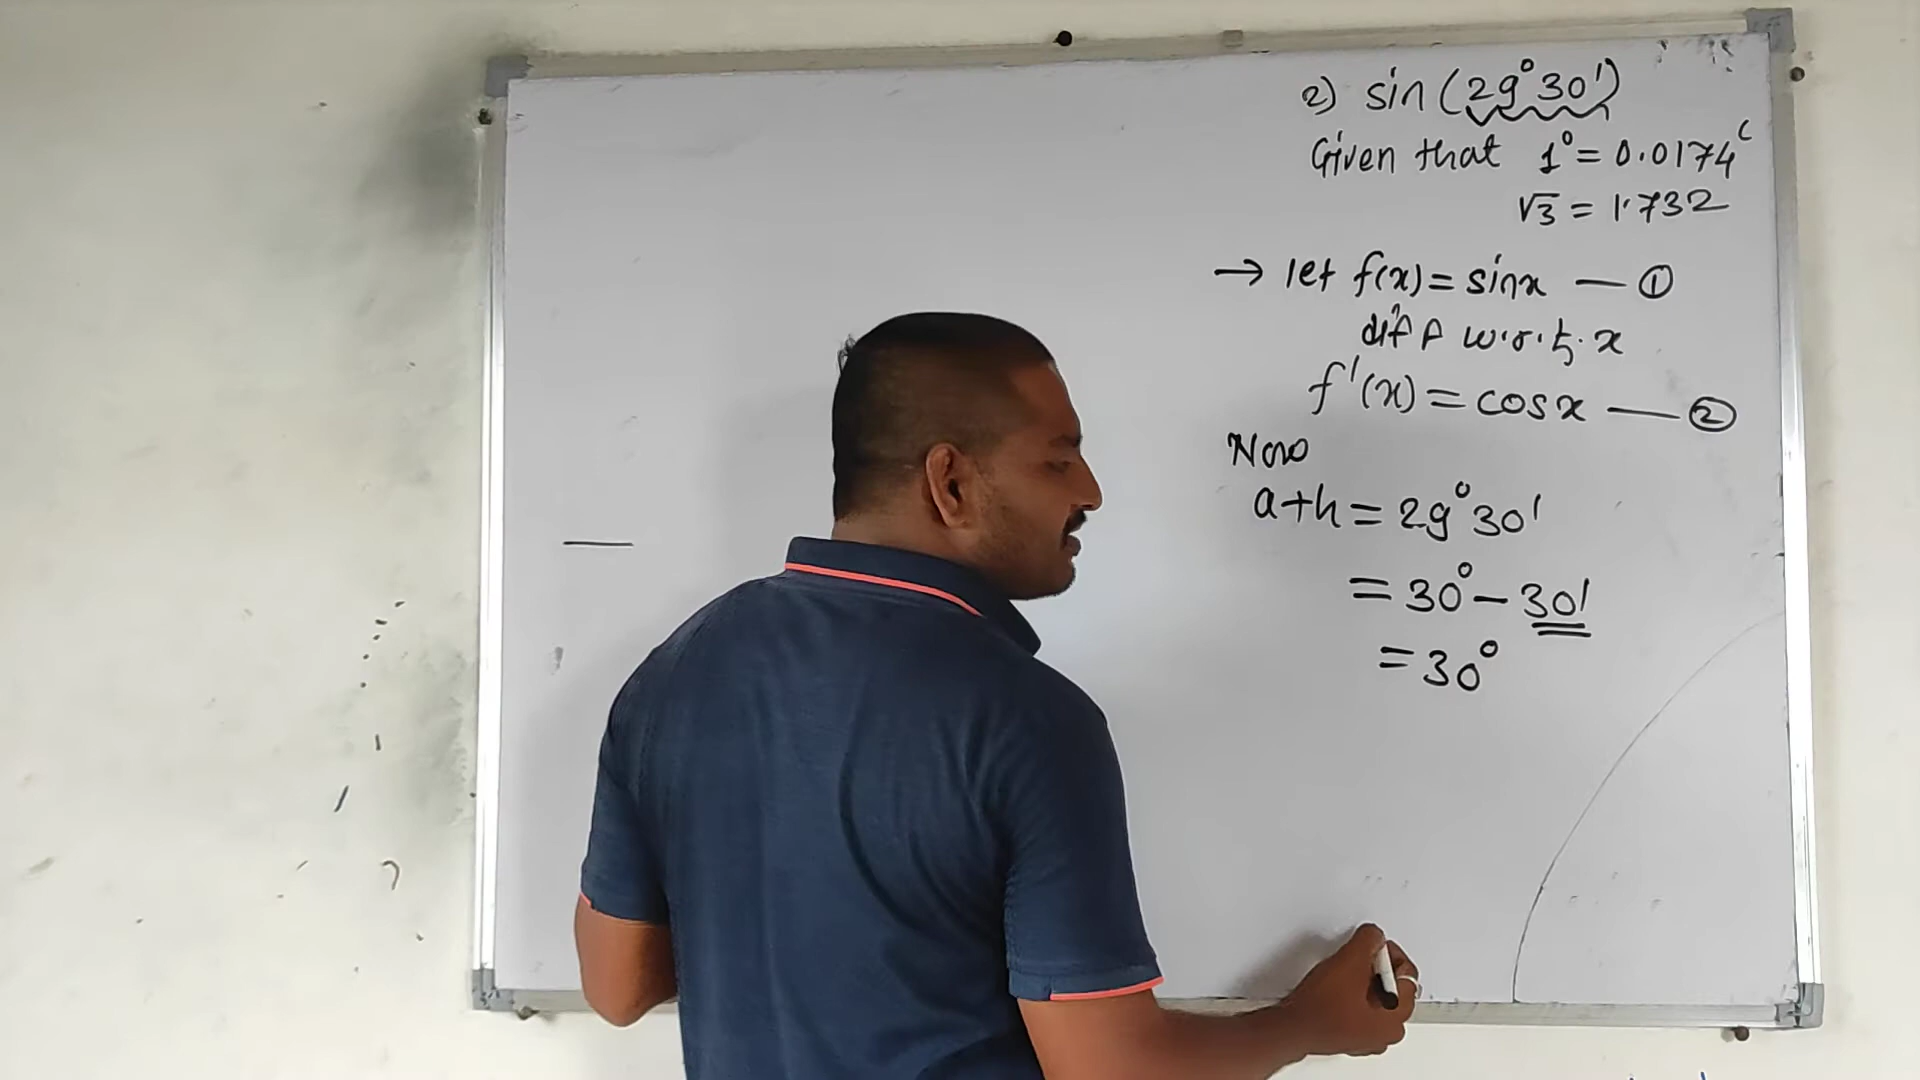 2) sin (29°30')
Given that 1° = 0.0174ᶜ
√3 = 1.732
→ let f(x) = sinx — ①
diff w.r.t. x
f'(x) = cosx — ②
Now
a+h = 29°30'
= 30° - 30'
= 30°